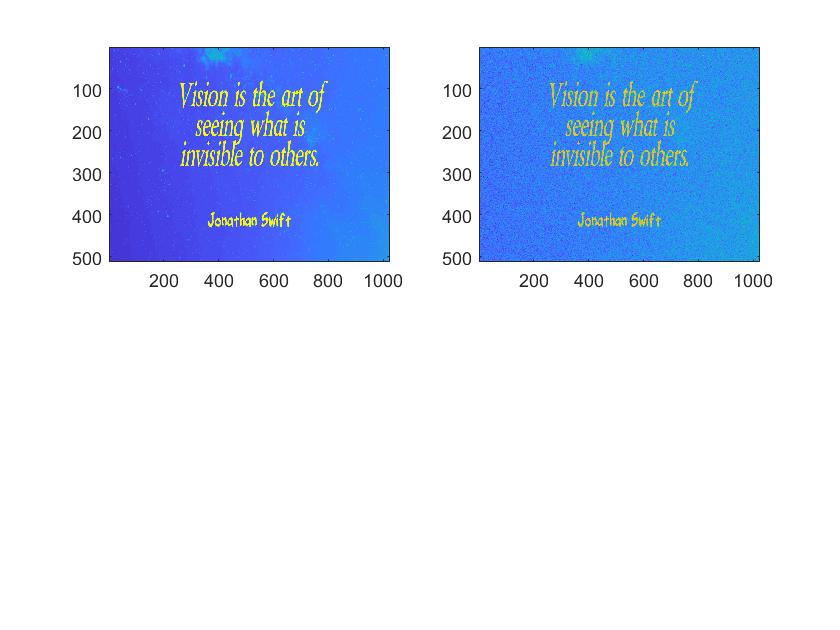 Vision is the art of
seeing what is
invisible to others.
Jonathan Swift
100
200
300
400
500
200
400
600
800
1000
Vision is the art of
seeing what is
invisible to others.
Jonathan Swift
100
200
300
400
500
200
400
600
800
1000